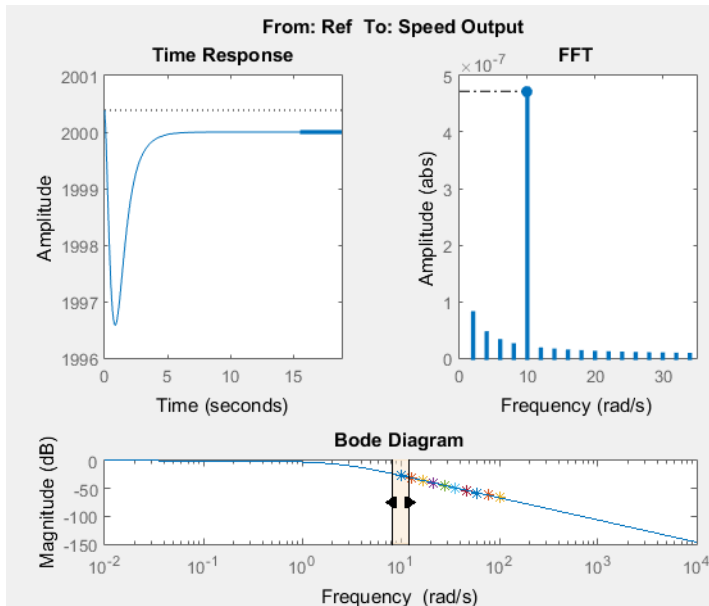 From: Ref To: Speed Output
Time Response
2001
2000
1999
1998
1997
1996
Amplitude
0 5 10 15
Time (seconds)
FFT
×10-7
5
4
3
2
1
0
Amplitude (abs)
0 10 20 30
Frequency (rad/s)
Bode Diagram
0
-50
-100
-150
Magnitude (dB)
10-2 10-1 100 101 102 103 104
Frequency (rad/s)